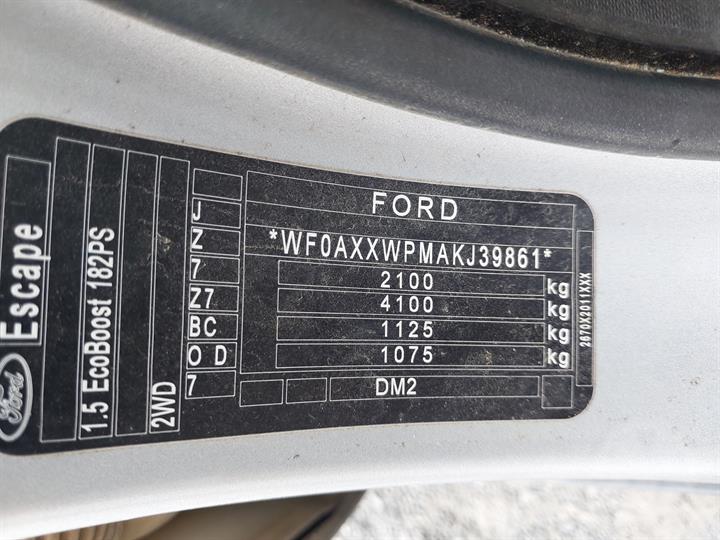 Ford
Escape
1.5 EcoBoost 182PS
2WD
J
Z
7
Z7
BC
O D
7
FORD
*WF0AXXWPMAKJ39861*
2100 kg
4100 kg
1125 kg
1075 kg
DM2
2670X2011XXX